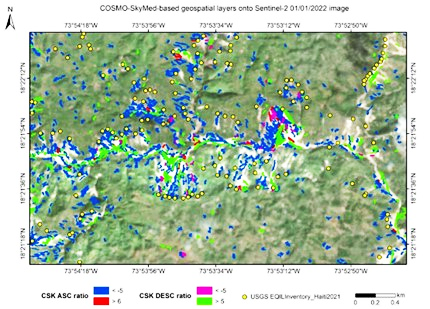 COSMO-SkyMed-based geospatial layers onto Sentinel-2 01/01/2022 image
N
73°54'18"W 73°53'56"W 73°53'34"W 73°53'12"W 73°52'50"W
18°22'12"N
18°21'54"N
18°21'36"N
18°21'18"N
18°22'12"N
18°21'54"N
18°21'36"N
18°21'18"N
73°54'18"W 73°53'56"W 73°53'34"W 73°53'12"W 73°52'50"W
CSK ASC ratio < -5 > 6 CSK DESC ratio < -5 > 5 USGS EQILInventory_Haiti2021 0 0.2 0.4 km